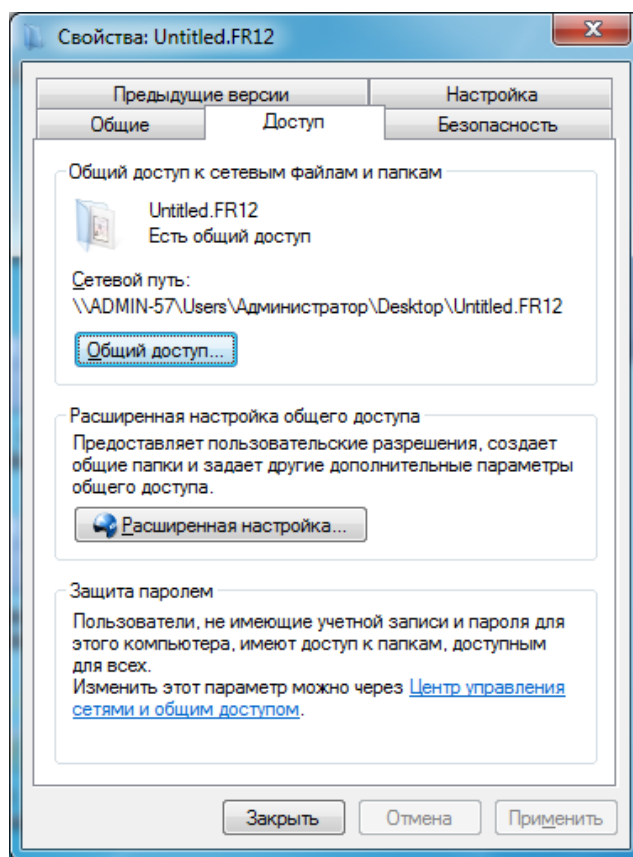 Свойства: Untitled.FR12
Предыдущие версии
Настройка
Общие
Доступ
Безопасность
Общий доступ к сетевым файлам и папкам
Untitled.FR12
Есть общий доступ
Сетевой путь:
\\ADMIN-57\Users\Администратор\Desktop\Untitled.FR12
Общий доступ...
Расширенная настройка общего доступа
Предоставляет пользовательские разрешения, создает
общие папки и задает другие дополнительные параметры
общего доступа.
Расширенная настройка...
Защита паролем
Пользователи, не имеющие учетной записи и пароля для
этого компьютера, имеют доступ к папкам, доступным
для всех.
Изменить этот параметр можно через Центр управления
сетями и общим доступом.
Закрыть
Отмена
Применить